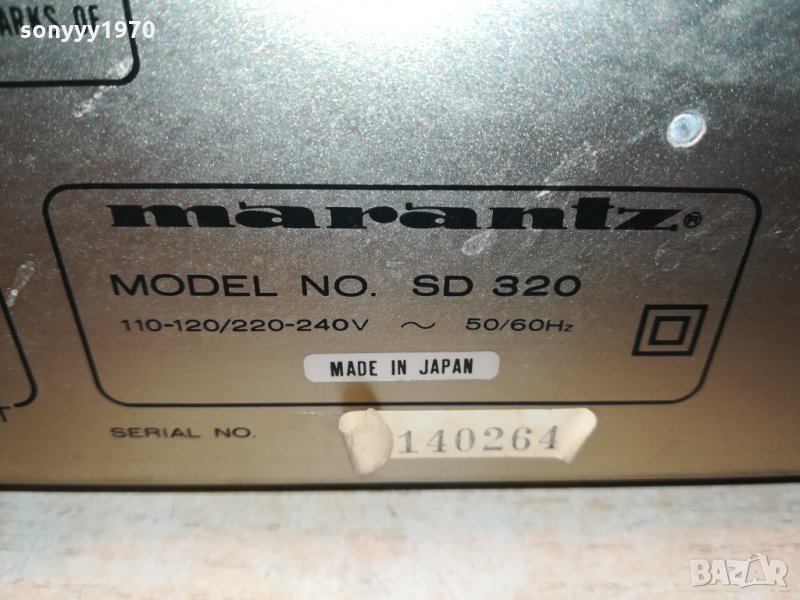 sonyyy1970
ARKS OF
marantz®
MODEL NO. SD 320
110-120/220-240V ~ 50/60Hz
MADE IN JAPAN
T
SERIAL NO.
140264
BAZAR